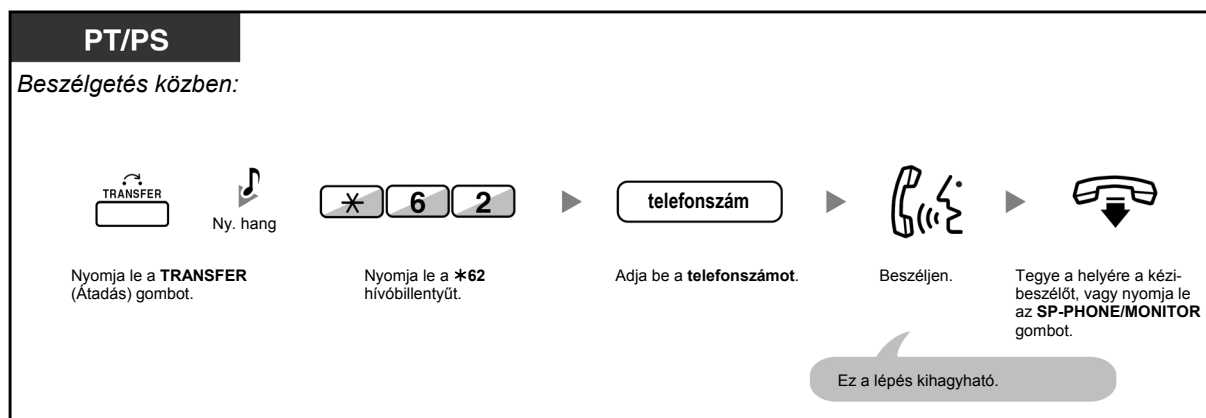 PT/PS
Beszélgetés közben:
TRANSFER
Ny. hang
✳ 6 2
telefonszám
Nyomja le a TRANSFER
(Átadás) gombot.
Nyomja le a ✳62
hívóbillentyűt.
Adja be a telefonszámot.
Beszéljen.
Tegye a helyére a kézi-
beszélőt, vagy nyomja le
az SP-PHONE/MONITOR
gombot.
Ez a lépés kihagyható.